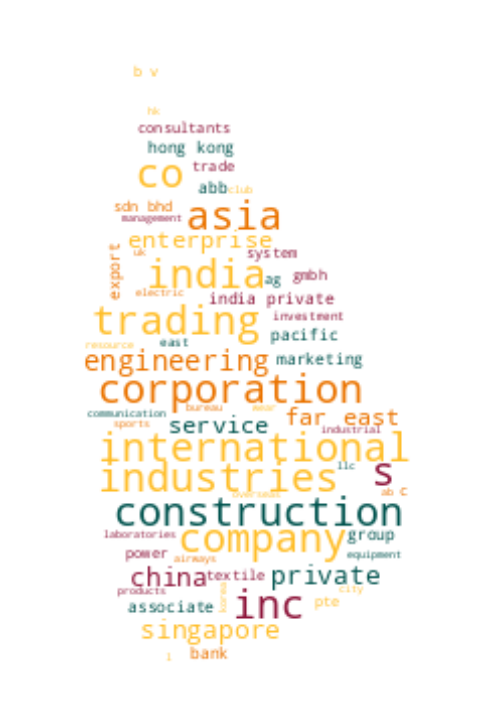 b v
hk
consultants
hong kong
co trade
abb club
sdn bhd
management asia
enterprise
uk system
export
india ag gmbh
electric
india private
trading investment
east pacific
resource
engineering marketing
corporation
communication bureau wear
sports service far east
industrial
international
llc
industries s
overseas ab c
construction
laboratories company group
power airways equipment
china textile private
products korea city
associate inc pte
singapore
l bank